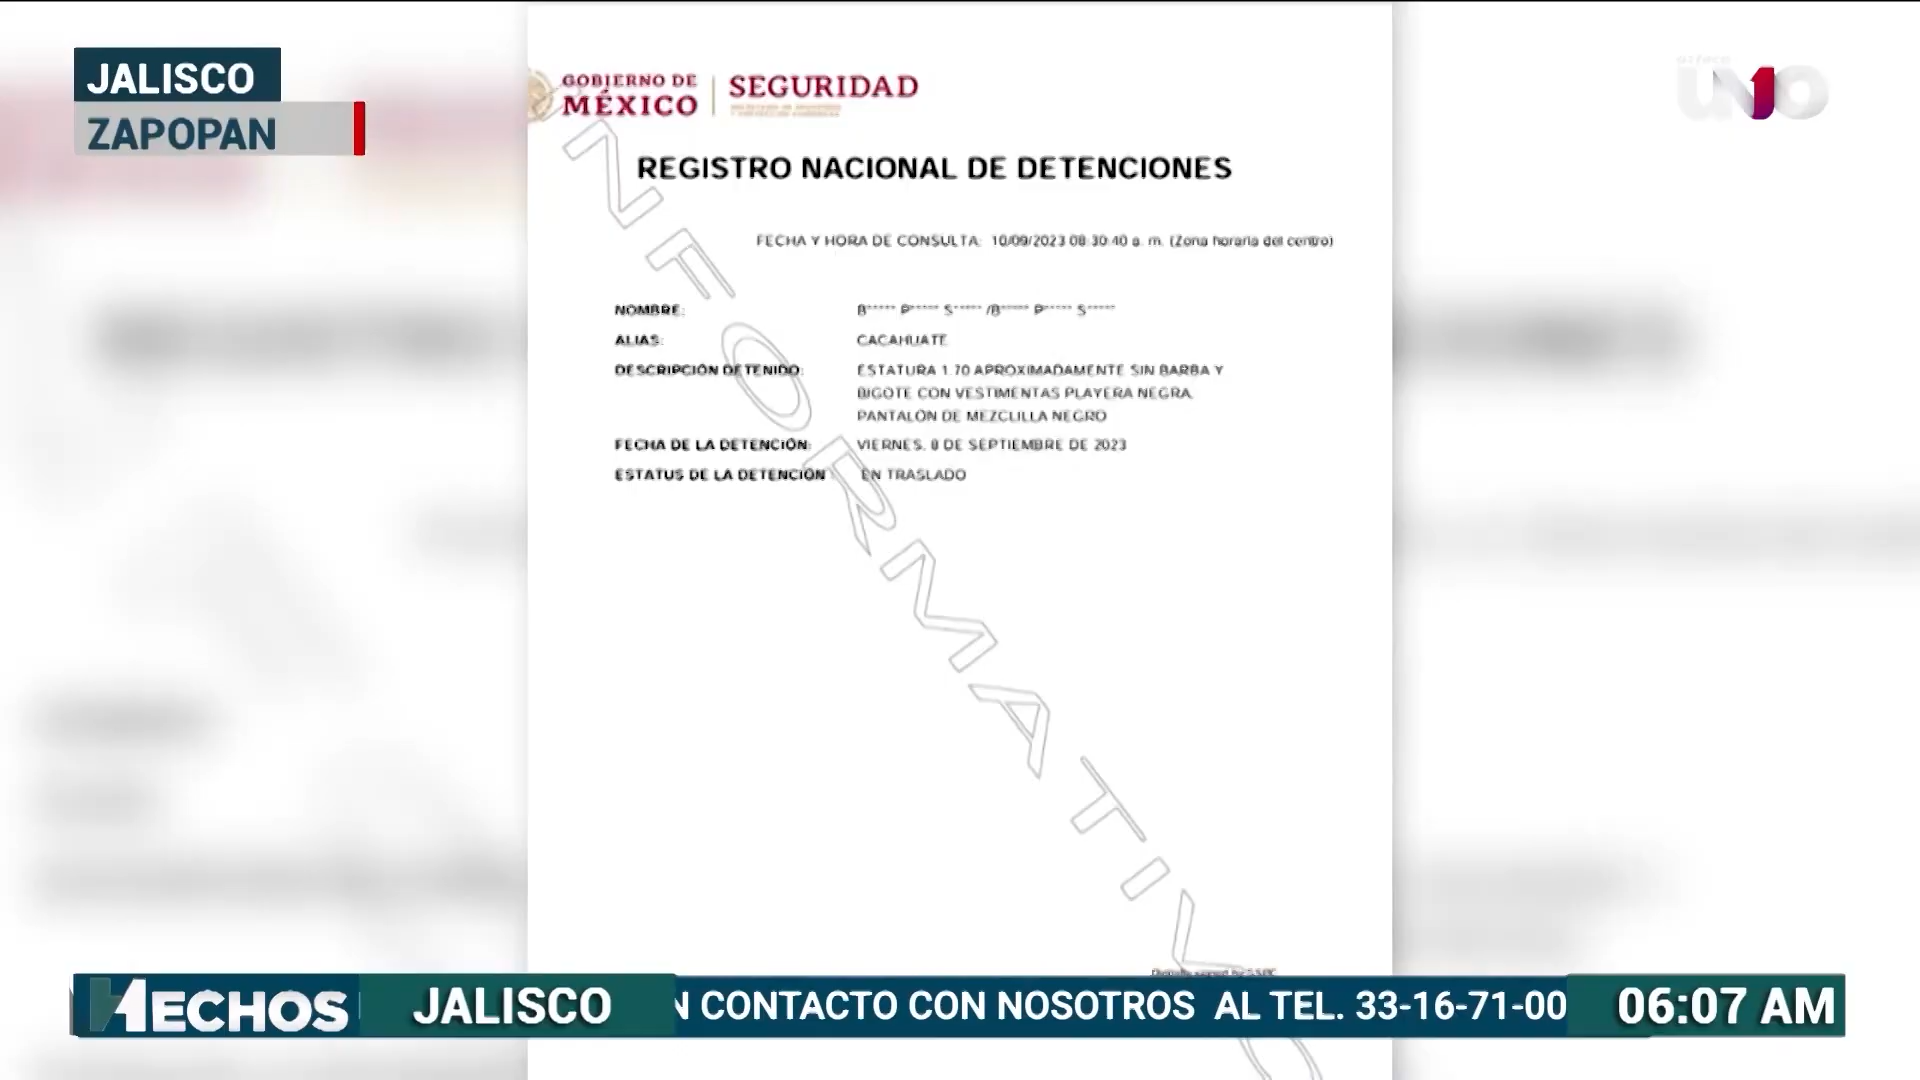 JALISCO
ZAPOPAN
UNO
GOBIERNO DE
MÉXICO
SEGURIDAD
REGISTRO NACIONAL DE DETENCIONES
FECHA Y HORA DE CONSULTA: 10/09/2023 08:30:40 a. m. (Zona horaria del centro)
NOMBRE: B***** P***** S***** /B***** P***** S*****
ALIAS: CACAHUATE
DESCRIPCIÓN DETENIDO: ESTATURA 1.70 APROXIMADAMENTE SIN BARBA Y
BIGOTE CON VESTIMENTAS PLAYERA NEGRA,
PANTALÓN DE MEZCLILLA NEGRO
FECHA DE LA DETENCIÓN: VIERNES, 8 DE SEPTIEMBRE DE 2023
ESTATUS DE LA DETENCIÓN : EN TRASLADO
INFORMATIVO
HECHOS JALISCO N CONTACTO CON NOSOTROS AL TEL. 33-16-71-00 06:07 AM